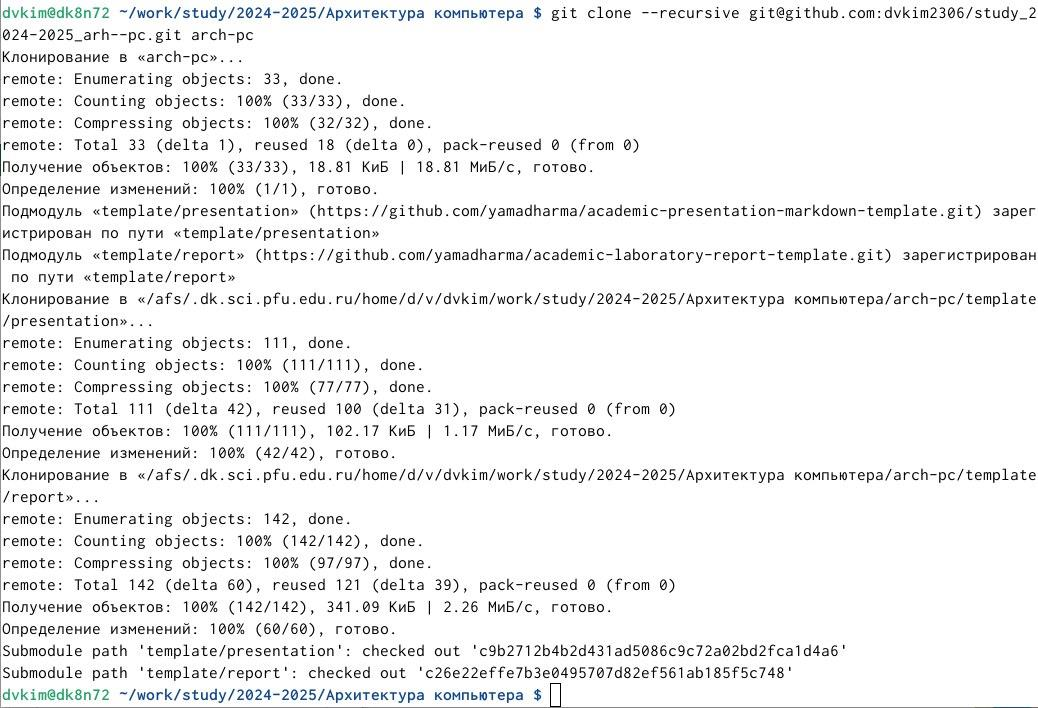 dvkim@dk8n72 ~/work/study/2024-2025/Архитектура компьютера $ git clone --recursive git@github.com:dvkim2306/study_2
024-2025_arh--pc.git arch-pc
Клонирование в «arch-pc»...
remote: Enumerating objects: 33, done.
remote: Counting objects: 100% (33/33), done.
remote: Compressing objects: 100% (32/32), done.
remote: Total 33 (delta 1), reused 18 (delta 0), pack-reused 0 (from 0)
Получение объектов: 100% (33/33), 18.81 КиБ | 18.81 МиБ/с, готово.
Определение изменений: 100% (1/1), готово.
Подмодуль «template/presentation» (https://github.com/yamadharma/academic-presentation-markdown-template.git) зарег
истрирован по пути «template/presentation»
Подмодуль «template/report» (https://github.com/yamadharma/academic-laboratory-report-template.git) зарегистрирован
 по пути «template/report»
Клонирование в «/afs/.dk.sci.pfu.edu.ru/home/d/v/dvkim/work/study/2024-2025/Архитектура компьютера/arch-pc/template
/presentation»...
remote: Enumerating objects: 111, done.
remote: Counting objects: 100% (111/111), done.
remote: Compressing objects: 100% (77/77), done.
remote: Total 111 (delta 42), reused 100 (delta 31), pack-reused 0 (from 0)
Получение объектов: 100% (111/111), 102.17 КиБ | 1.17 МиБ/с, готово.
Определение изменений: 100% (42/42), готово.
Клонирование в «/afs/.dk.sci.pfu.edu.ru/home/d/v/dvkim/work/study/2024-2025/Архитектура компьютера/arch-pc/template
/report»...
remote: Enumerating objects: 142, done.
remote: Counting objects: 100% (142/142), done.
remote: Compressing objects: 100% (97/97), done.
remote: Total 142 (delta 60), reused 121 (delta 39), pack-reused 0 (from 0)
Получение объектов: 100% (142/142), 341.09 КиБ | 2.26 МиБ/с, готово.
Определение изменений: 100% (60/60), готово.
Submodule path 'template/presentation': checked out 'c9b2712b4b2d431ad5086c9c72a02bd2fca1d4a6'
Submodule path 'template/report': checked out 'c26e22effe7b3e0495707d82ef561ab185f5c748'
dvkim@dk8n72 ~/work/study/2024-2025/Архитектура компьютера $